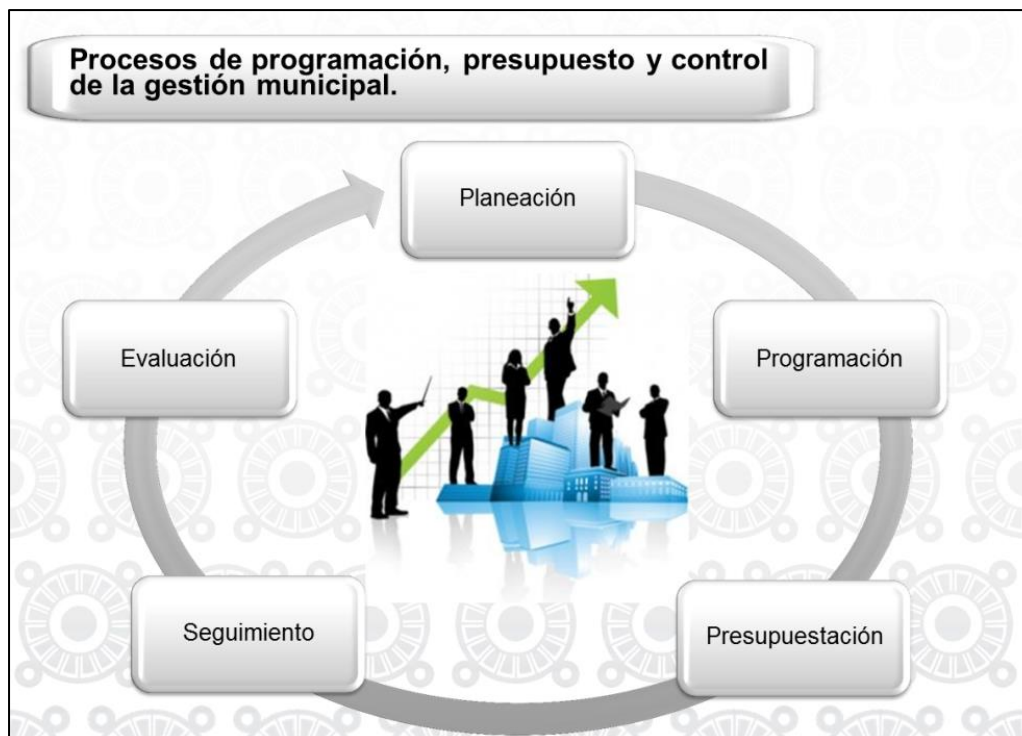 Procesos de programación, presupuesto y control
de la gestión municipal.
Planeación
Programación
Presupuestación
Seguimiento
Evaluación